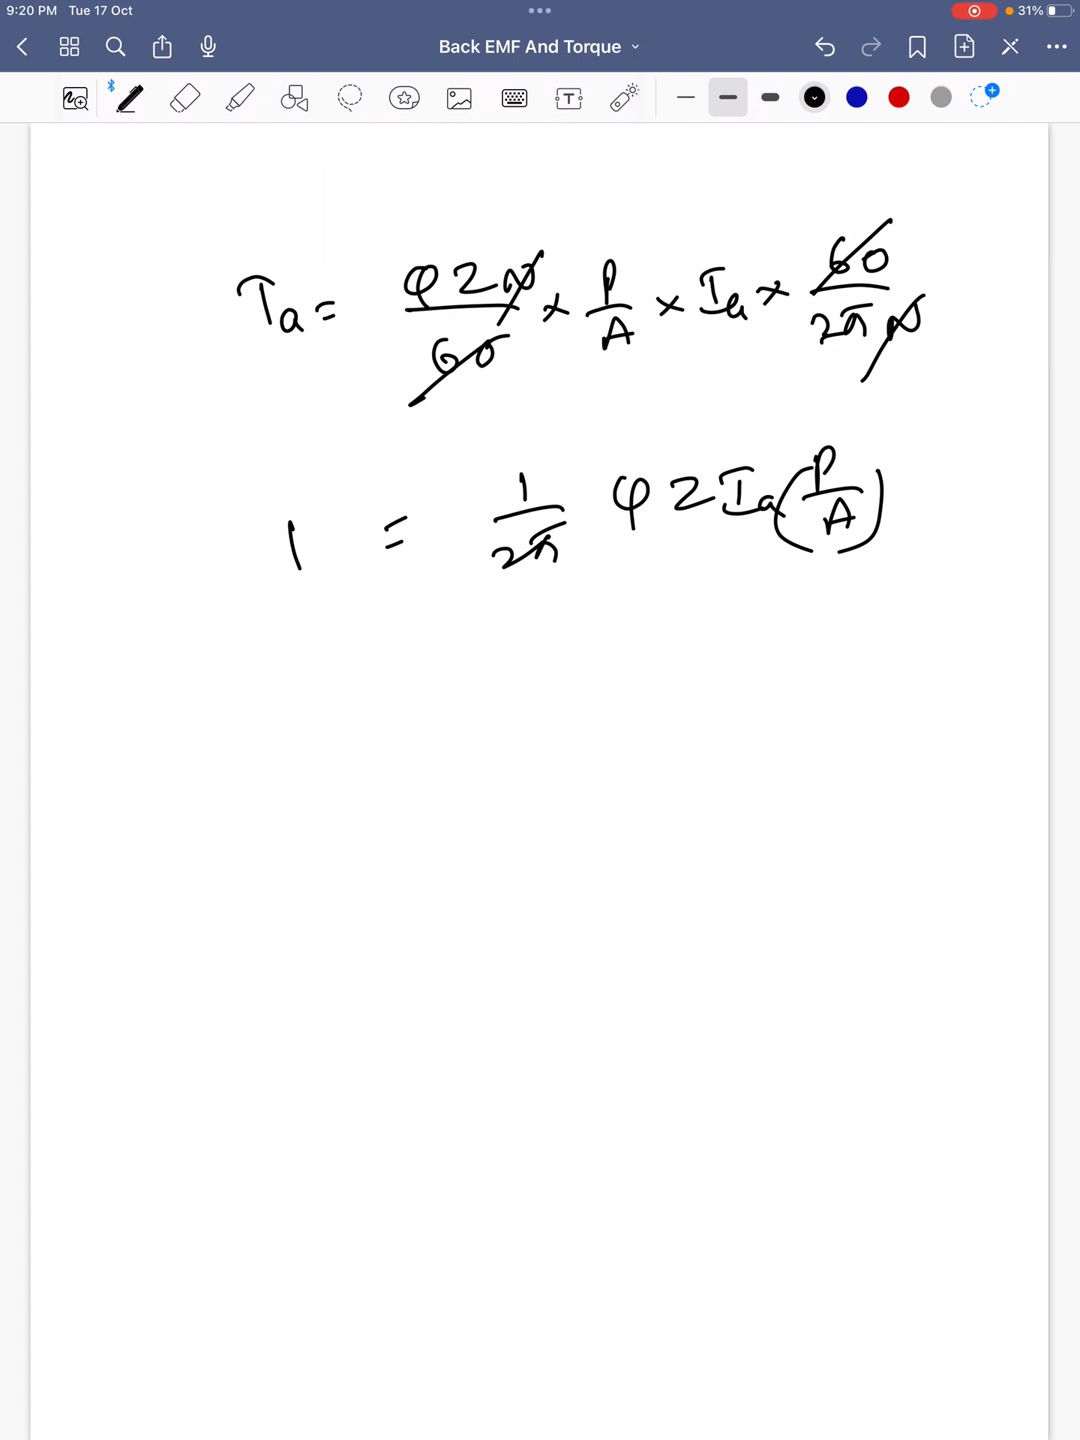 9:20 PM Tue 17 Oct 31%
Back EMF And Torque
T
Ta = φZN/60 × P/A × Ia × 60/2πN
1 = 1/2π φZIa(P/A)